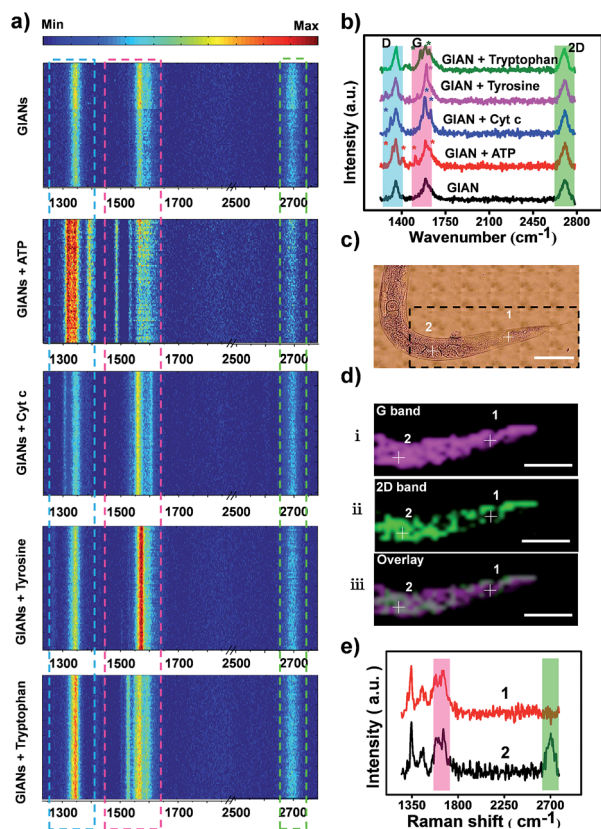 a)
Min
Max
GIANs
1300 1500 1700 2500 2700
GIANs + ATP
1300 1500 1700 2500 2700
GIANs + Cyt c
1300 1500 1700 2500 2700
GIANs + Tyrosine
1300 1500 1700 2500 2700
GIANs + Tryptophan
1300 1500 1700 2500 2700
b)
D G 2D
* *
GIAN + Tryptophan
*
GIAN + Tyrosine
* * *
GIAN + Cyt c
* * * *
GIAN + ATP
GIAN
Intensity (a.u.)
1400 2100 2800
Wavenumber (cm-1)
c)
1
2
d)
i
G band
1
2
ii
2D band
1
2
iii
Overlay
1
2
e)
1
2
Intensity ( a.u. )
1350 1800 2250 2700
Raman shift ( cm-1)